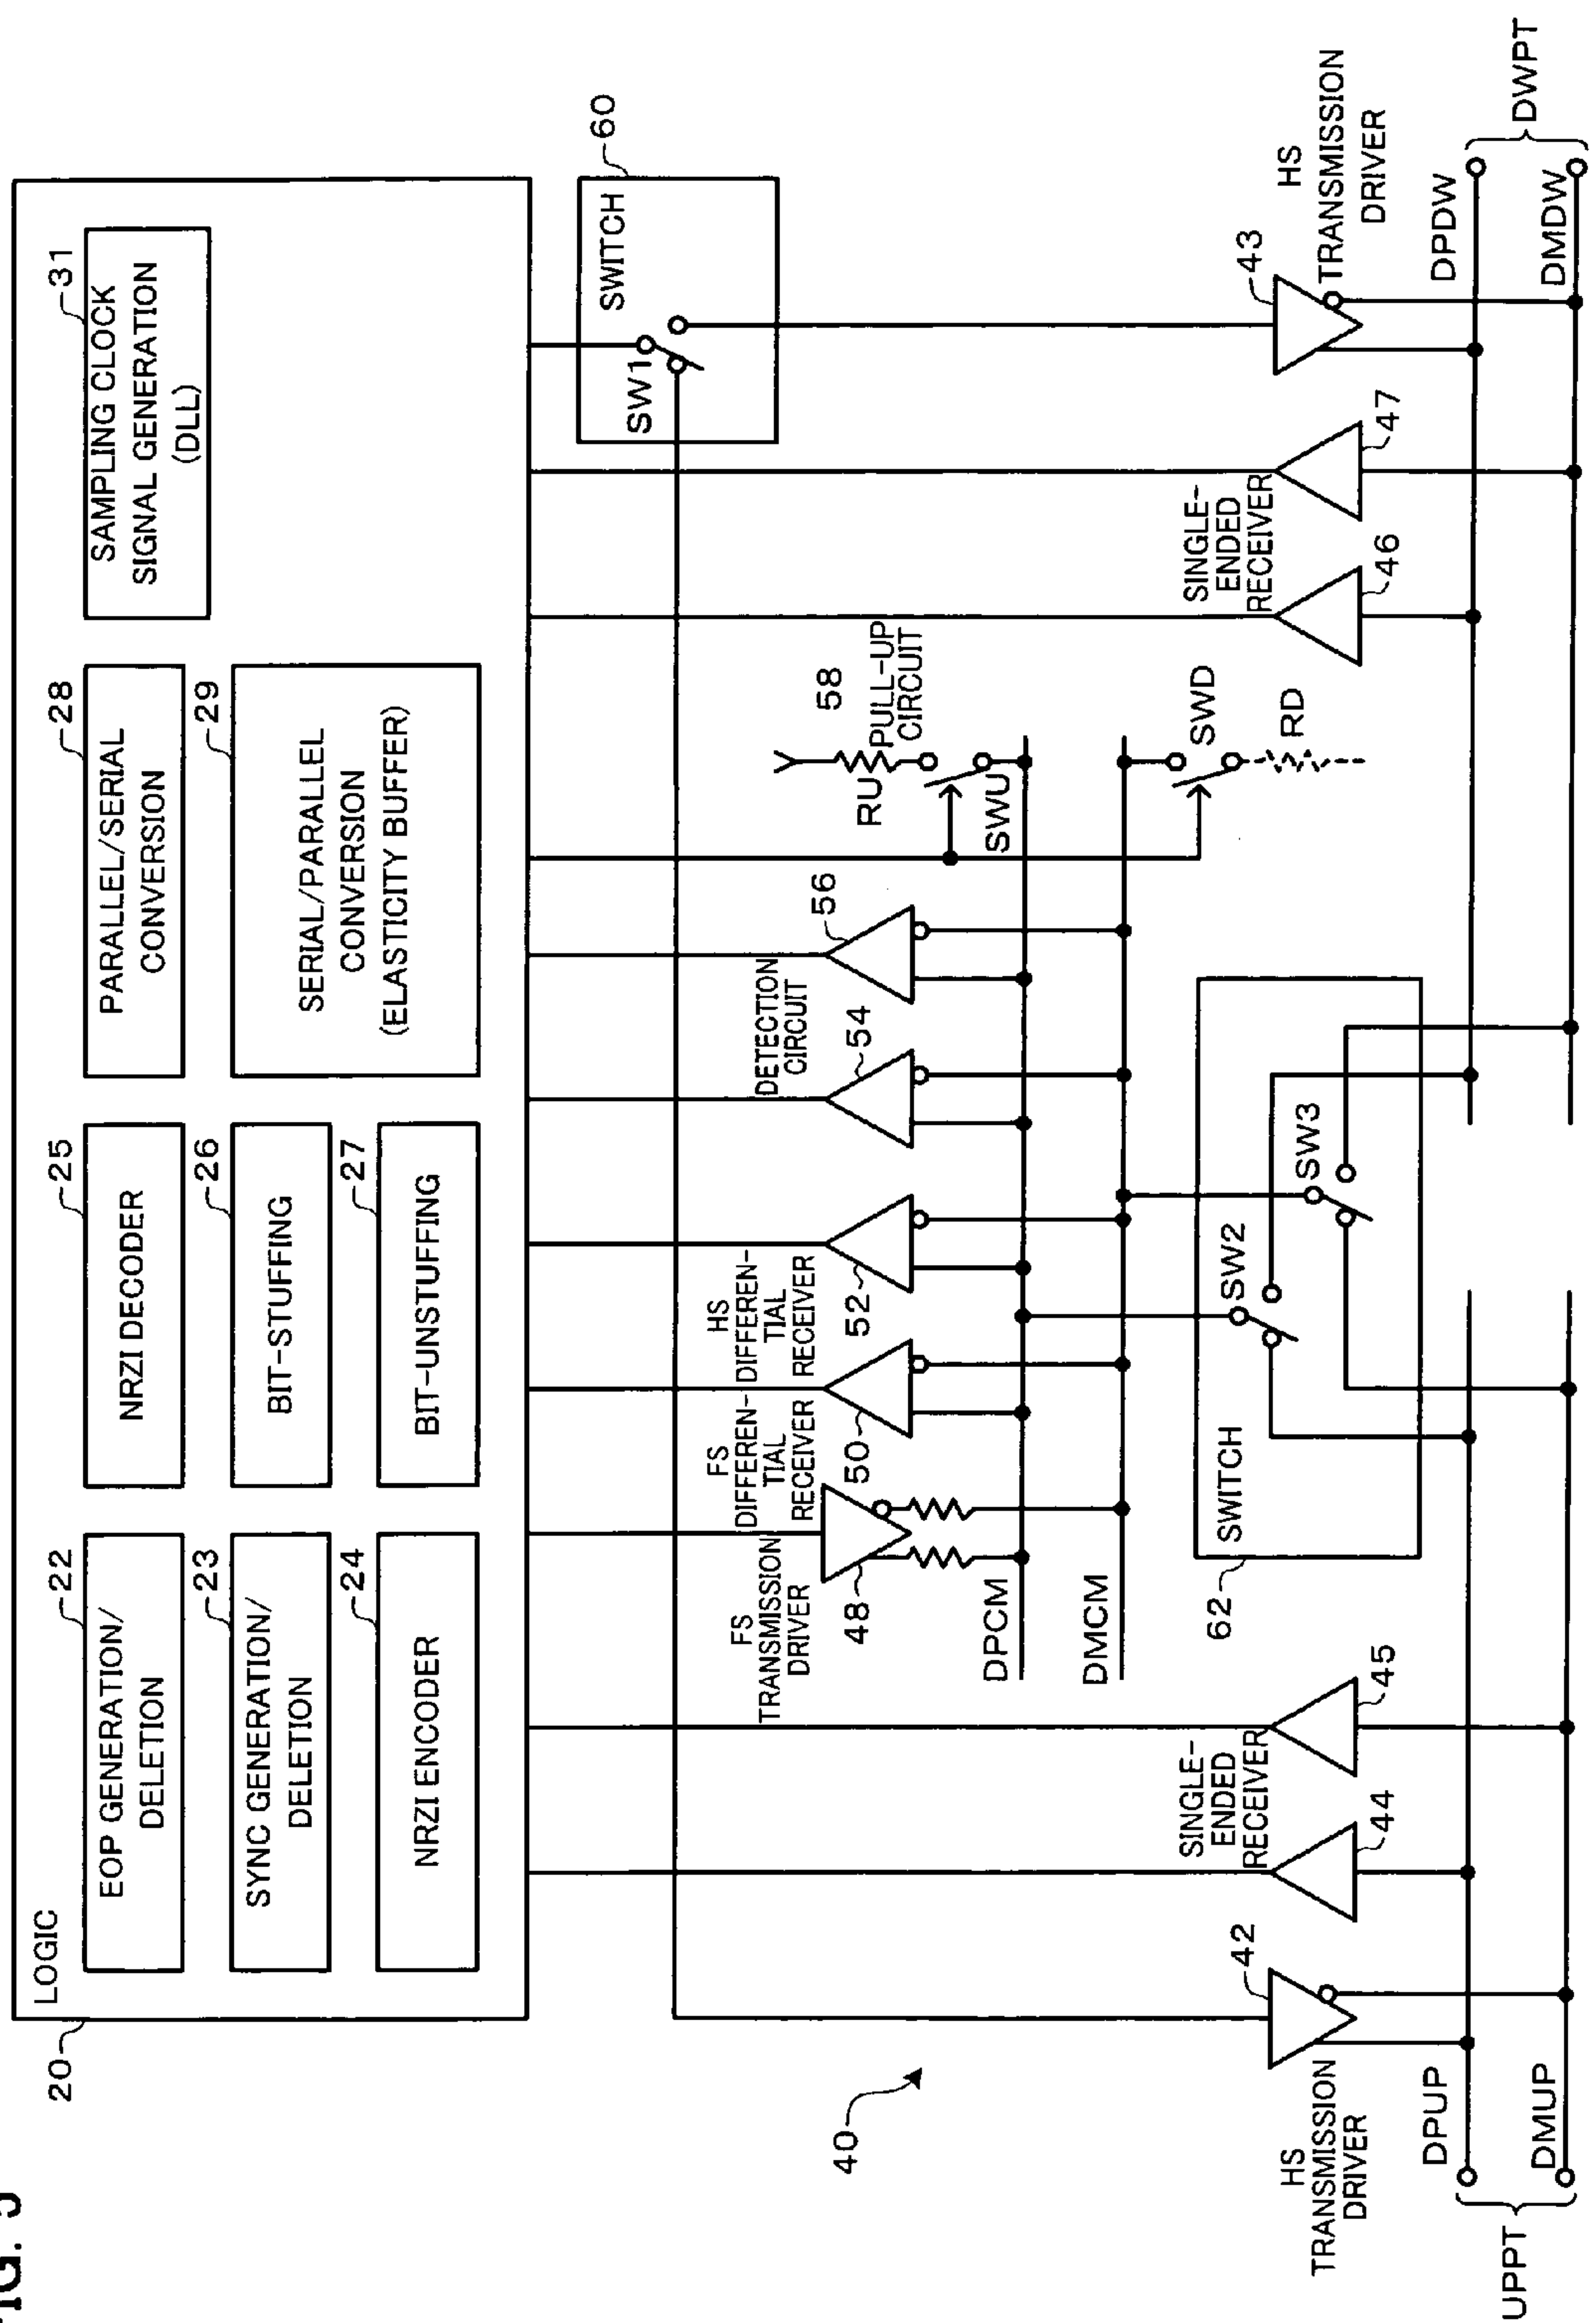 FIG. 5
LOGIC
20
22
EOP GENERATION/
DELETION
23
SYNC GENERATION/
DELETION
24
NRZI ENCODER
25
NRZI DECODER
26
BIT-STUFFING
27
BIT-UNSTUFFING
28
PARALLEL/SERIAL
CONVERSION
29
SERIAL/PARALLEL
CONVERSION
(ELASTICITY BUFFER)
31
SAMPLING CLOCK
SIGNAL GENERATION
(DLL)
60
SWITCH
SW1
40
FS
TRANSMISSION
DRIVER
48
FS
DIFFEREN-
TIAL
RECEIVER
50
HS
DIFFEREN-
TIAL
RECEIVER
52
DETECTION
CIRCUIT
54
56
58
PULL-UP
CIRCUIT
RU
SWU
SWD
RD
DPCM
DMCM
62
SWITCH
SW2
SW3
HS
TRANSMISSION
DRIVER
42
SINGLE-
ENDED
RECEIVER
44
45
SINGLE-
ENDED
RECEIVER
46
47
43
HS
TRANSMISSION
DRIVER
UPPT
DPUP
DMUP
DPDW
DMDW
DWPT